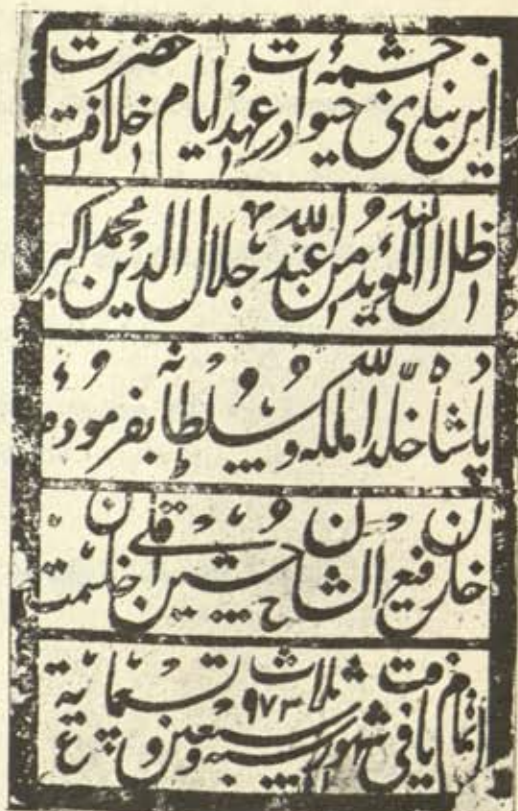 این بنای چشمه حیوان در عهد ایام خلافت حضرت
ظل الله المؤید من عند الله جلال الدین محمد اکبر
پادشاه خلد الله ملکه و سلطانه بفرموده
خان رفیع الشان حسین قلی خان
اتمام یافت فی شهور سنه ثلاث و سبعین و تسعمایة ۹۷۳